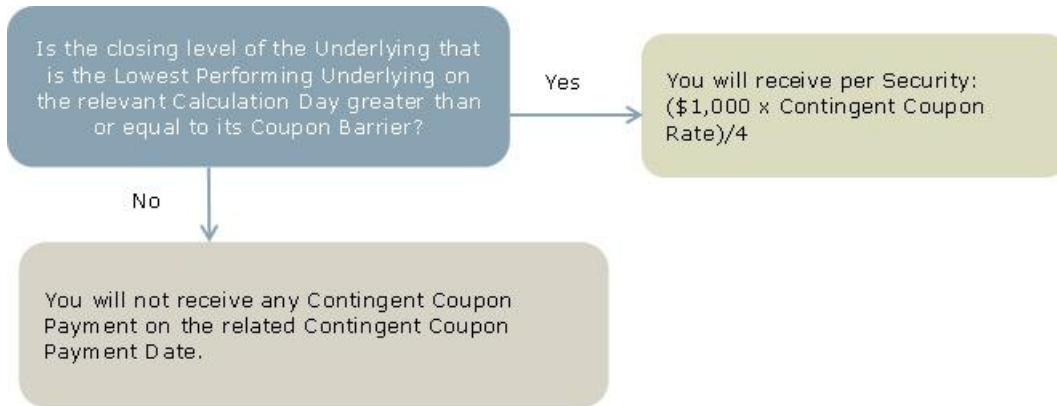 Is the closing level of the Underlying that
is the Lowest Performing Underlying on
the relevant Calculation Day greater than
or equal to its Coupon Barrier?
Yes
You will receive per Security:
($1,000 x Contingent Coupon
Rate)/4
No
You will not receive any Contingent Coupon
Payment on the related Contingent Coupon
Payment Date.